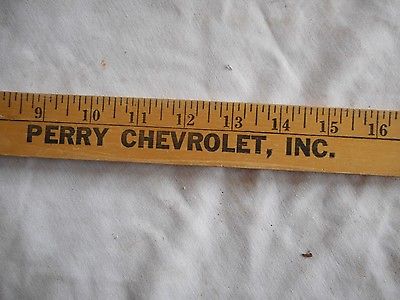 9 10 11 12 13 14 15 16
PERRY CHEVROLET, INC.